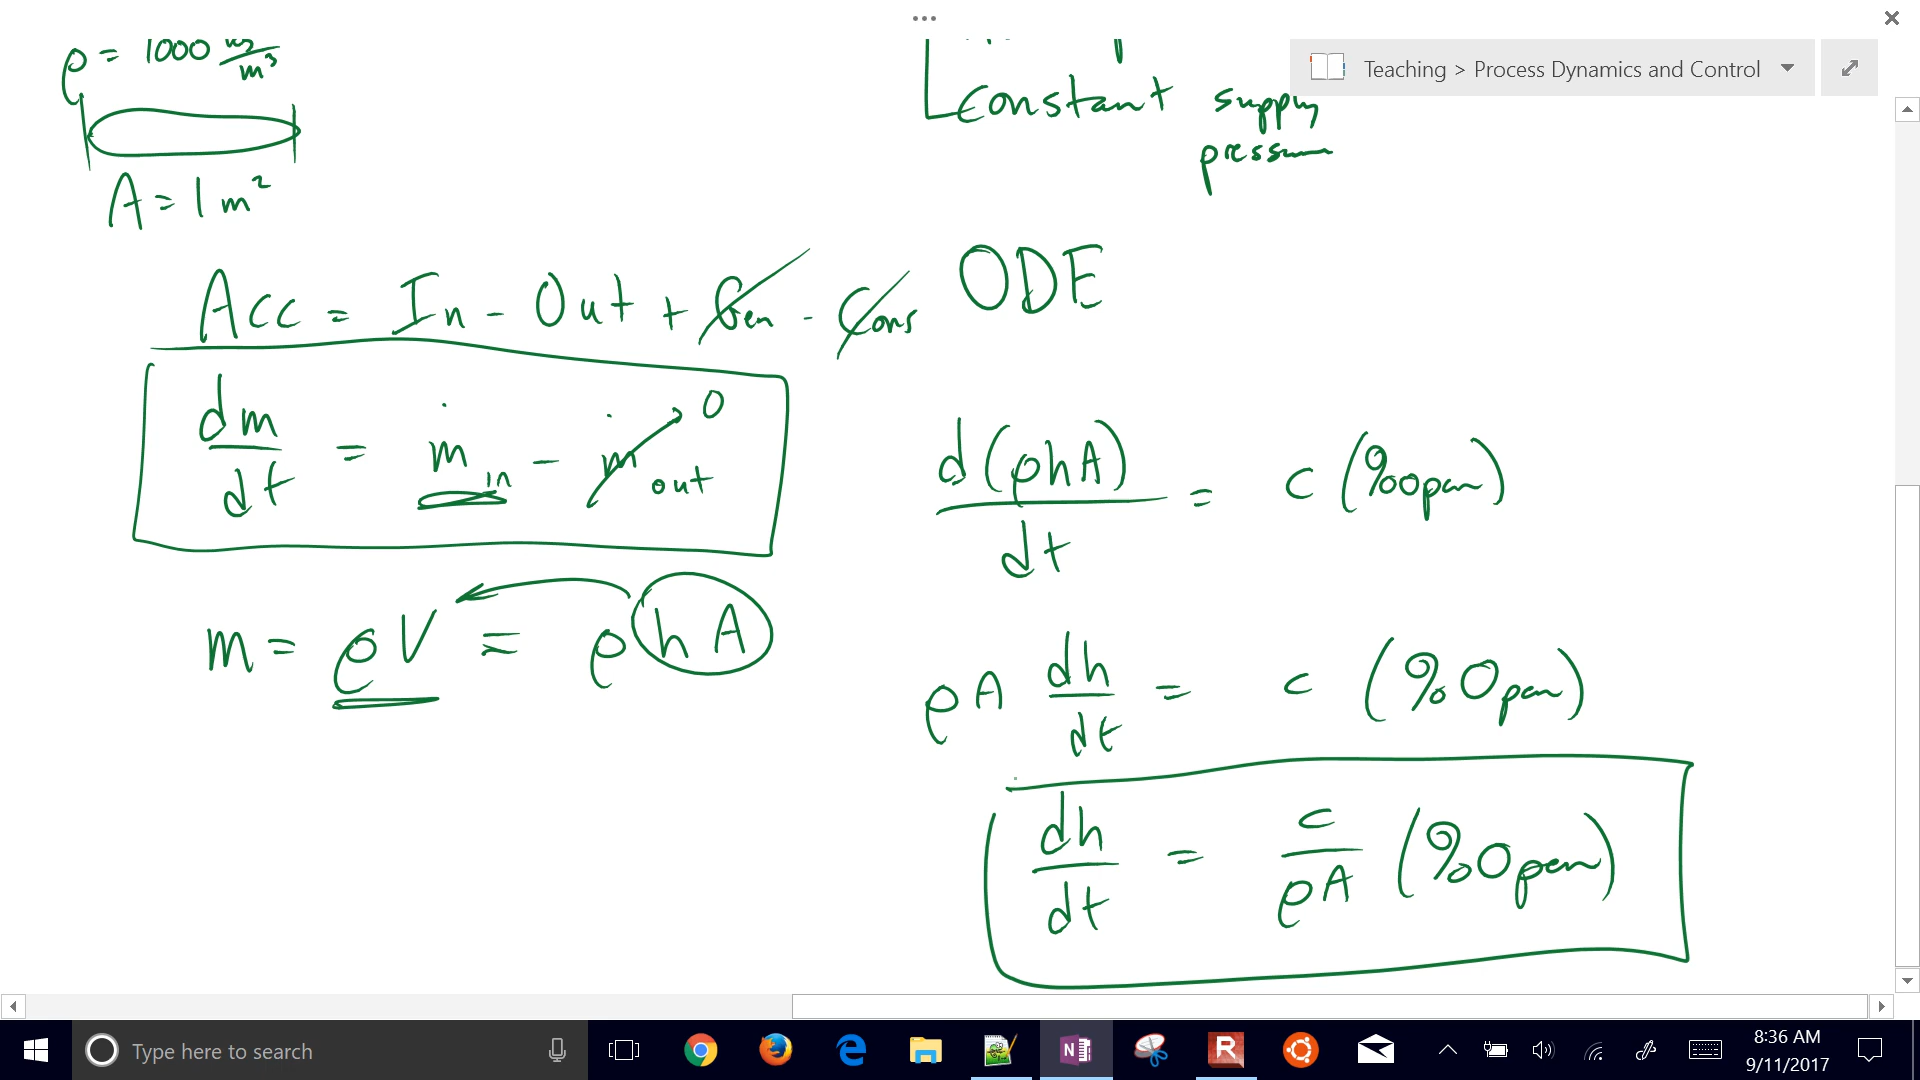 ρ = 1000 kg/m³
A = 1 m²
Constant supply
pressure
Teaching > Process Dynamics and Control
Acc = In - Out + Gen - Cons
ODE
dm/dt = ṁ in - ṁ out → 0
m = ρV = ρhA
d(ρhA)/dt = c (%open)
ρA dh/dt = c (%Open)
dh/dt = c/ρA (%Open)
Type here to search
8:36 AM
9/11/2017